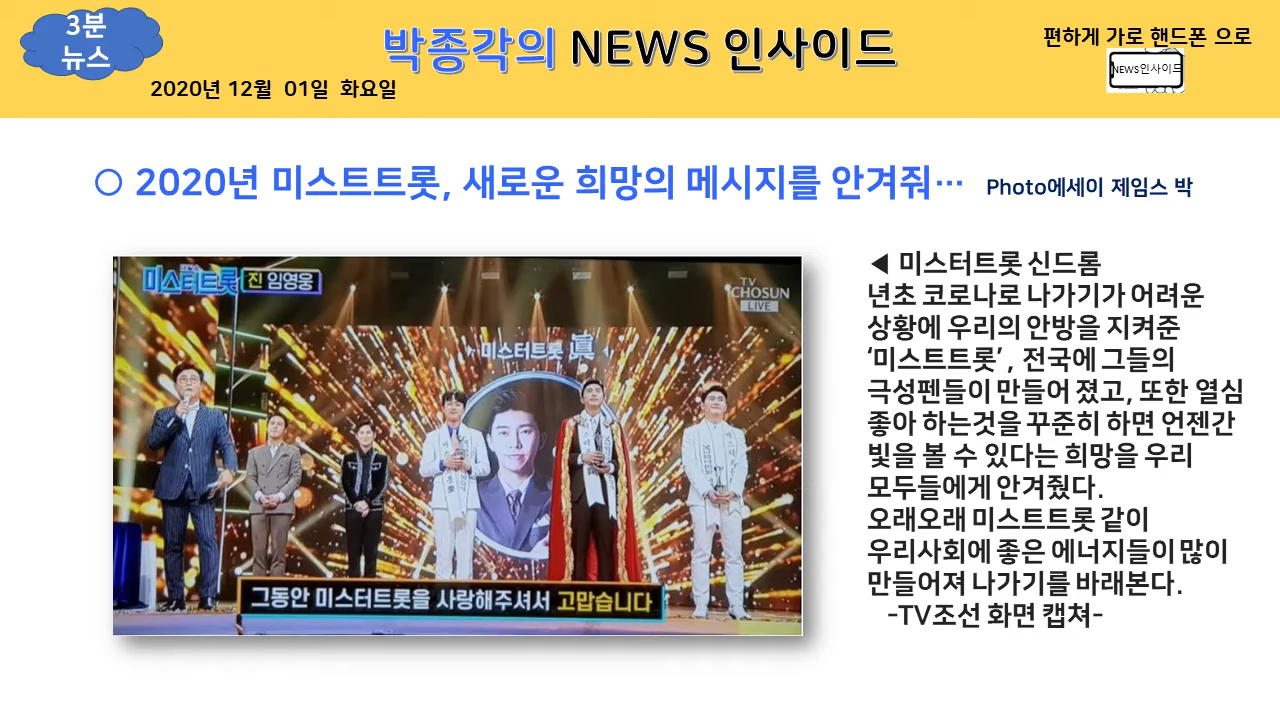 3분
뉴스
박종각의 NEWS 인사이드
편하게 가로 핸드폰 으로
NEWS인사이드
2020년 12월 01일 화요일
○ 2020년 미스트트롯, 새로운 희망의 메시지를 안겨줘… Photo에세이 제임스 박
미스터트롯
진 임영웅
TV
CHOSUN
LIVE
미스터트롯 眞
그동안 미스터트롯을 사랑해주셔서 고맙습니다
◀ 미스터트롯 신드롬
년초 코로나로 나가기가 어려운
상황에 우리의 안방을 지켜준
‘미스트트롯’ , 전국에 그들의
극성펜들이 만들어 졌고, 또한 열심
좋아 하는것을 꾸준히 하면 언젠간
빛을 볼 수 있다는 희망을 우리
모두들에게 안겨줬다.
오래오래 미스트트롯 같이
우리사회에 좋은 에너지들이 많이
만들어져 나가기를 바래본다.
-TV조선 화면 캡쳐-